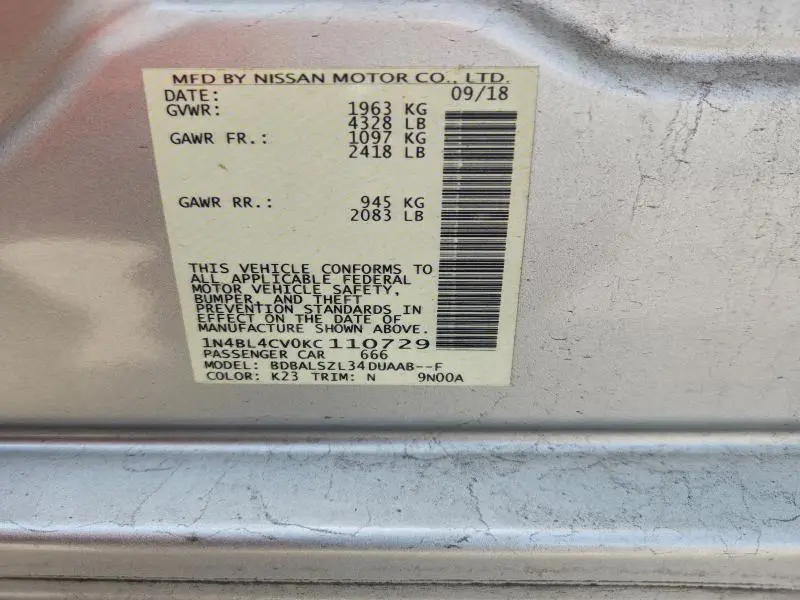 MFD BY NISSAN MOTOR CO., LTD.
DATE: 09/18
GVWR: 1963 KG
4328 LB
GAWR FR.: 1097 KG
2418 LB
GAWR RR.: 945 KG
2083 LB
THIS VEHICLE CONFORMS TO
ALL APPLICABLE FEDERAL
MOTOR VEHICLE SAFETY,
BUMPER, AND THEFT
PREVENTION STANDARDS IN
EFFECT ON THE DATE OF
MANUFACTURE SHOWN ABOVE.
1N4BL4CV0KC110729
PASSENGER CAR 666
MODEL: BDBALSZL34DUAAB--F
COLOR: K23 TRIM: N 9N00A